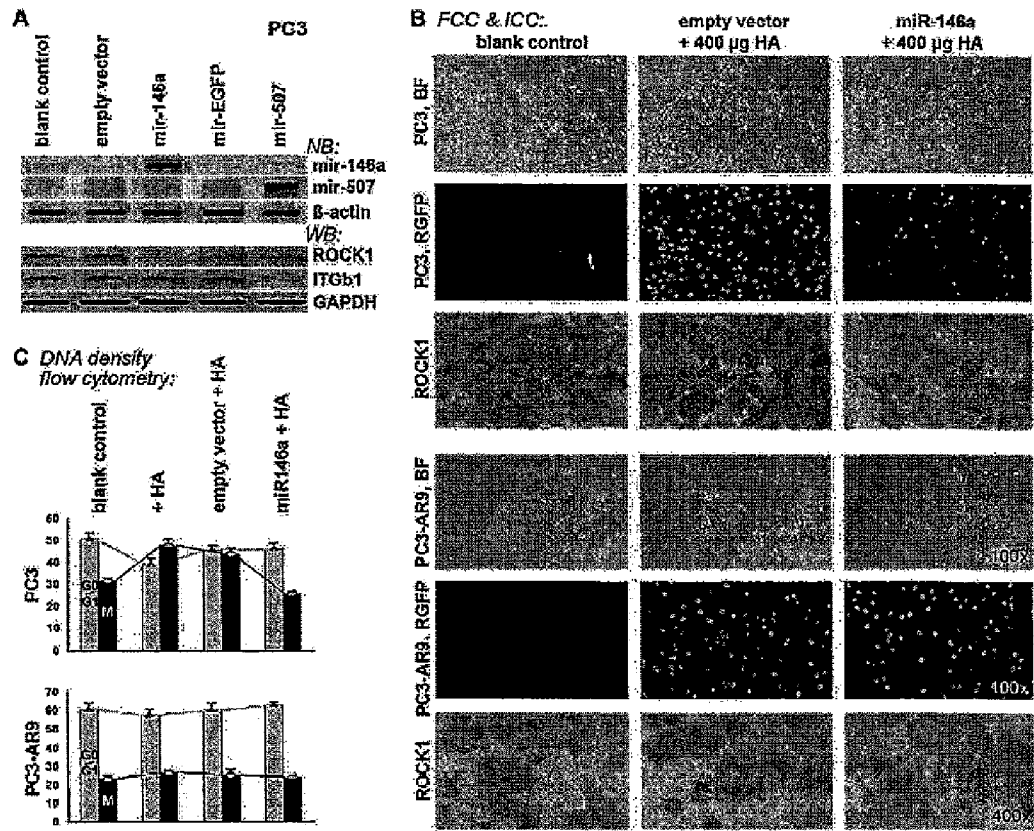 A
PC3
blank control
empty vector
mir-146a
mir-EGFP
mir-507
NB:
mir-146a
mir-507
ß-actin
WB:
ROCK1
ITGb1
GAPDH
B FCC & ICC:
blank control
empty vector
+ 400 µg HA
miR-146a
+ 400 µg HA
PC3, BF
PC3, RGFP
ROCK1
PC3-AR9, BF
100x
PC3-AR9, RGFP
100x
ROCK1
400x
C DNA density
flow cytometry:
blank control
+ HA
empty vector + HA
miR146a + HA
PC3
60
50
40
30
20
10
0
G0
G1
M
PC3-AR9
70
60
50
40
30
20
10
0
M